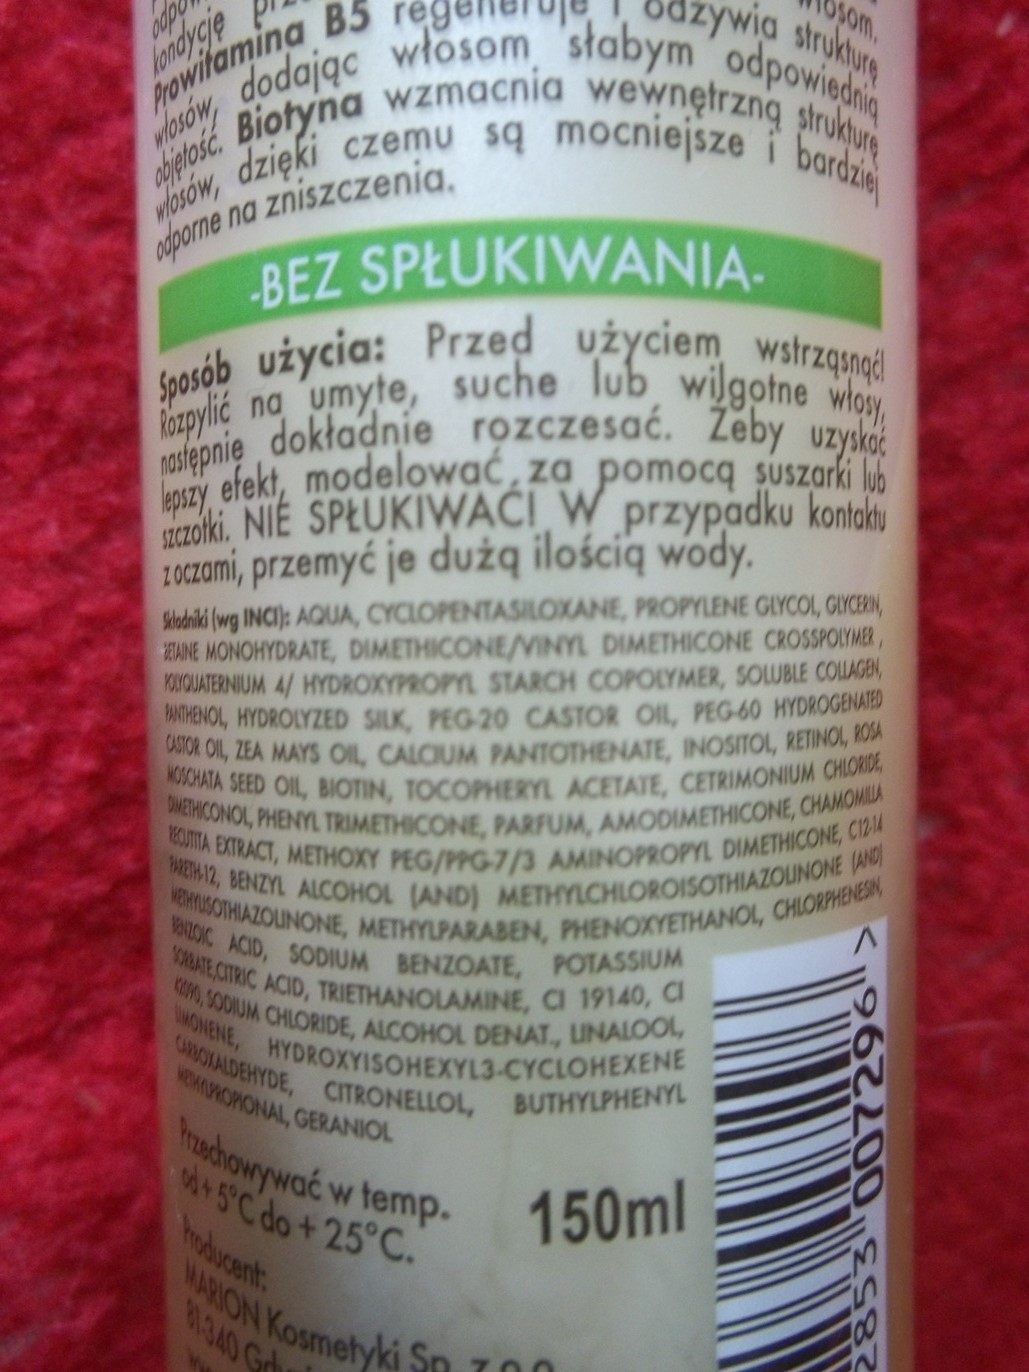 kondycję
włosom.
Prowitamina B5 regeneruje i odżywia strukturę
włosów, dodając włosom słabym odpowiednią
objętość. Biotyna wzmacnia wewnętrzną strukturę
włosów, dzięki czemu są mocniejsze i bardziej
odporne na zniszczenia.
-BEZ SPŁUKIWANIA-
Sposób użycia: Przed użyciem wstrząsnąć!
Rozpylić na umyte, suche lub wilgotne włosy,
następnie dokładnie rozczesać. Żeby uzyskać
lepszy efekt, modelować za pomocą suszarki lub
szczotki. NIE SPŁUKIWAĆ! W przypadku kontaktu
z oczami, przemyć je dużą ilością wody.
Składniki (wg INCI): AQUA, CYCLOPENTASILOXANE, PROPYLENE GLYCOL, GLYCERIN,
BETAINE MONOHYDRATE, DIMETHICONE/VINYL DIMETHICONE CROSSPOLYMER ,
POLYQUATERNIUM 4/ HYDROXYPROPYL STARCH COPOLYMER, SOLUBLE COLLAGEN,
PANTHENOL, HYDROLYZED SILK, PEG-20 CASTOR OIL, PEG-60 HYDROGENATED
CASTOR OIL, ZEA MAYS OIL, CALCIUM PANTOTHENATE, INOSITOL, RETINOL, ROSA
MOSCHATA SEED OIL, BIOTIN, TOCOPHERYL ACETATE, CETRIMONIUM CHLORIDE,
DIMETHICONOL, PHENYL TRIMETHICONE, PARFUM, AMODIMETHICONE, CHAMOMILLA
RECUTITA EXTRACT, METHOXY PEG/PPG-7/3 AMINOPROPYL DIMETHICONE, C12-14
PARETH-12, BENZYL ALCOHOL (AND) METHYLCHLOROISOTHIAZOLINONE (AND)
METHYLISOTHIAZOLINONE, METHYLPARABEN, PHENOXYETHANOL, CHLORPHENESIN,
BENZOIC ACID, SODIUM BENZOATE, POTASSIUM
SORBATE,CITRIC ACID, TRIETHANOLAMINE, CI 19140, CI
42090, SODIUM CHLORIDE, ALCOHOL DENAT., LINALOOL,
LIMONENE, HYDROXYISOHEXYL3-CYCLOHEXENE
CARBOXALDEHYDE, CITRONELLOL, BUTHYLPHENYL
METHYLPROPIONAL, GERANIOL
Przechowywać w temp.
od + 5°C do + 25°C.
150ml
Producent:
MARION Kosmetyki Sp. z o.o.
81-340
2853 007296 >